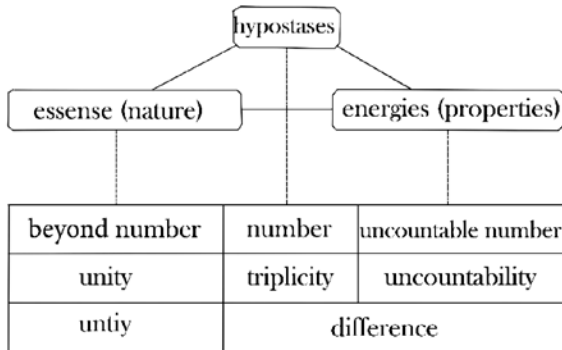 hypostases
essense (nature)
energies (properties)
beyond number
number
uncountable number
unity
triplicity
uncountability
untiy
difference